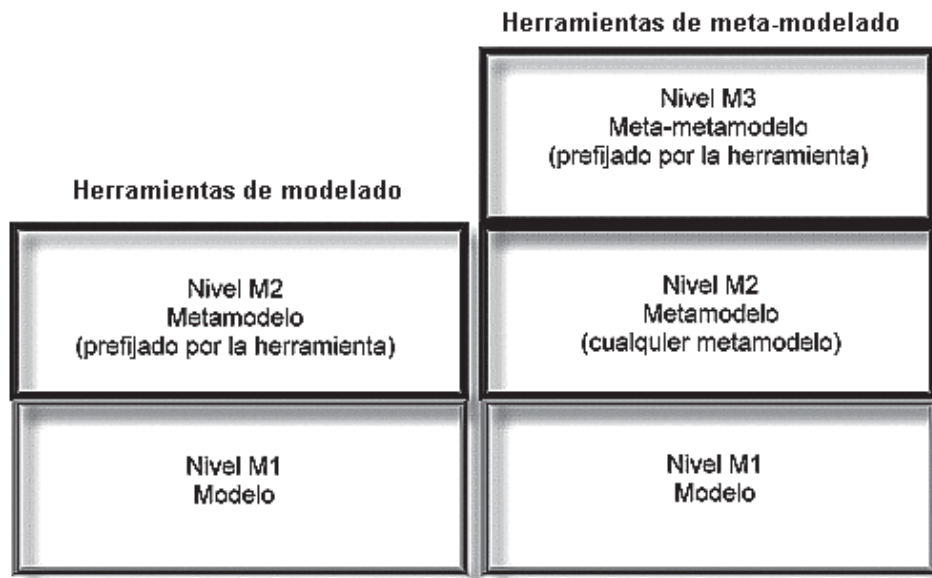 Herramientas de meta-modelado
Nivel M3
Meta-metamodelo
(prefijado por la herramienta)
Herramientas de modelado
Nivel M2
Metamodelo
(prefijado por la herramienta)
Nivel M2
Metamodelo
(cualquier metamodelo)
Nivel M1
Modelo
Nivel M1
Modelo